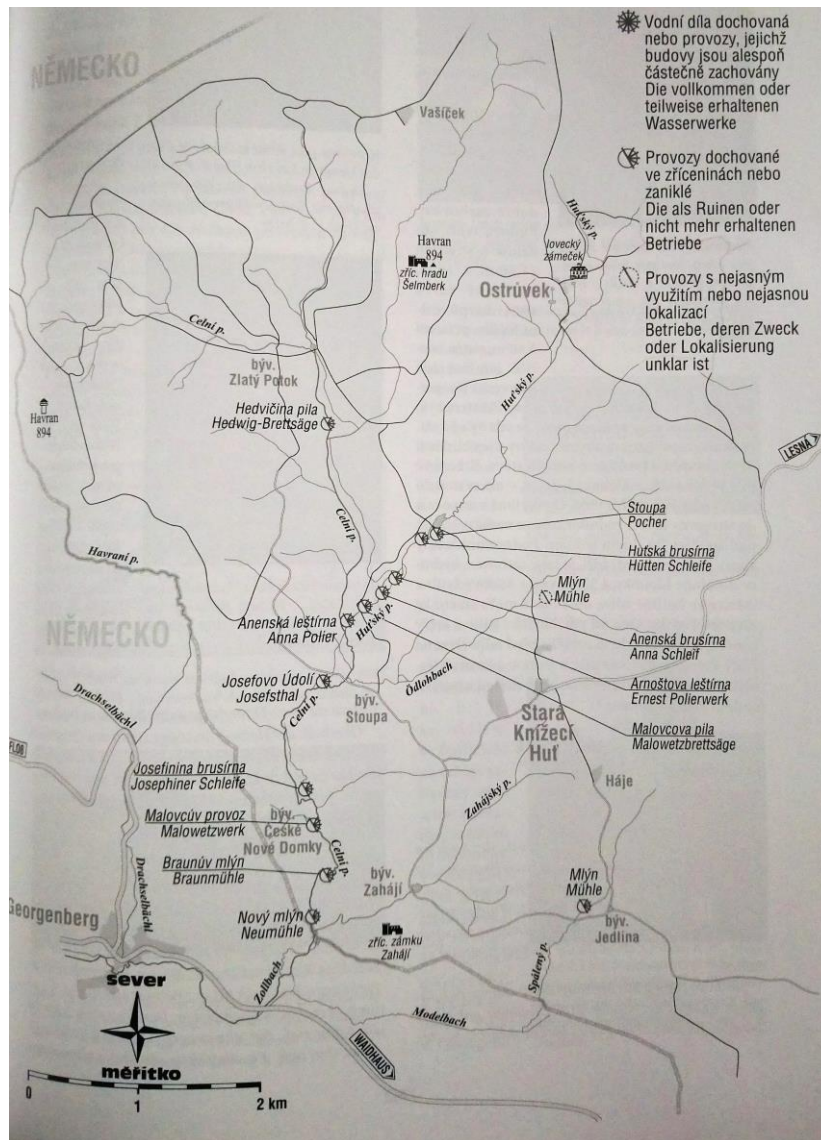 Vodní díla dochovaná
nebo provozy, jejichž
budovy jsou alespoň
částečně zachovány
Die vollkommen oder
teilweise erhaltenen
Wasserwerke
Provozy dochované
ve zříceninách nebo
zaniklé
Die als Ruinen oder
nicht mehr erhaltenen
Betriebe
Provozy s nejasným
využitím nebo nejasnou
lokalizací
Betriebe, deren Zweck
oder Lokalisierung
unklar ist
NĚMECKO
Vašíček
Huťský p.
Havran
894
zříc. hradu
Šelmberk
lovecký
zámeček
Ostrůvek
Celní p.
býv.
Zlatý Potok
Huťský p.
Havran
894
Hedvičina pila
Hedwig-Brettsäge
LESNA
Celní p.
Stoupa
Pocher
Havraní p.
Huťská brusírna
Hütten Schleife
Mlýn
Mühle
NĚMECKO
Anenská leštírna
Anna Polier
Huťský p.
Anenská brusírna
Anna Schleif
Josefovo Údolí
Josefsthal
Ödlohbach
Arnoštova leštírna
Ernest Polierwerk
Drachselbächl
Celní p.
býv.
Stoupa
Stará
Knížecí
Huť
Malovcova pila
Malowetzbrettsäge
FLOß
Josefinina brusírna
Josephiner Schleife
Zahájský p.
Háje
Malovcův provoz
Malowetzwerk
býv.
České
Nové Domky
Celní p.
Braunův mlýn
Braunmühle
býv.
Zahájí
Mlýn
Mühle
Drachselbächl
Georgenberg
Nový mlýn
Neumühle
zříc. zámku
Zahájí
býv.
Jedlina
Spálený p.
sever
Zollbach
Modelbach
WAIDHAUS
měřítko
0
1
2 km